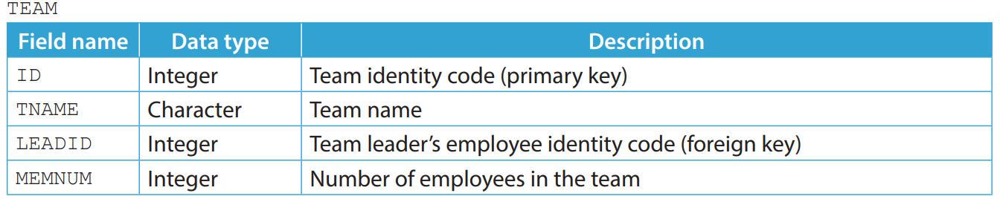 TEAM
Field name Data type Description
ID Integer Team identity code (primary key)
TNAME Character Team name
LEADID Integer Team leader’s employee identity code (foreign key)
MEMNUM Integer Number of employees in the team